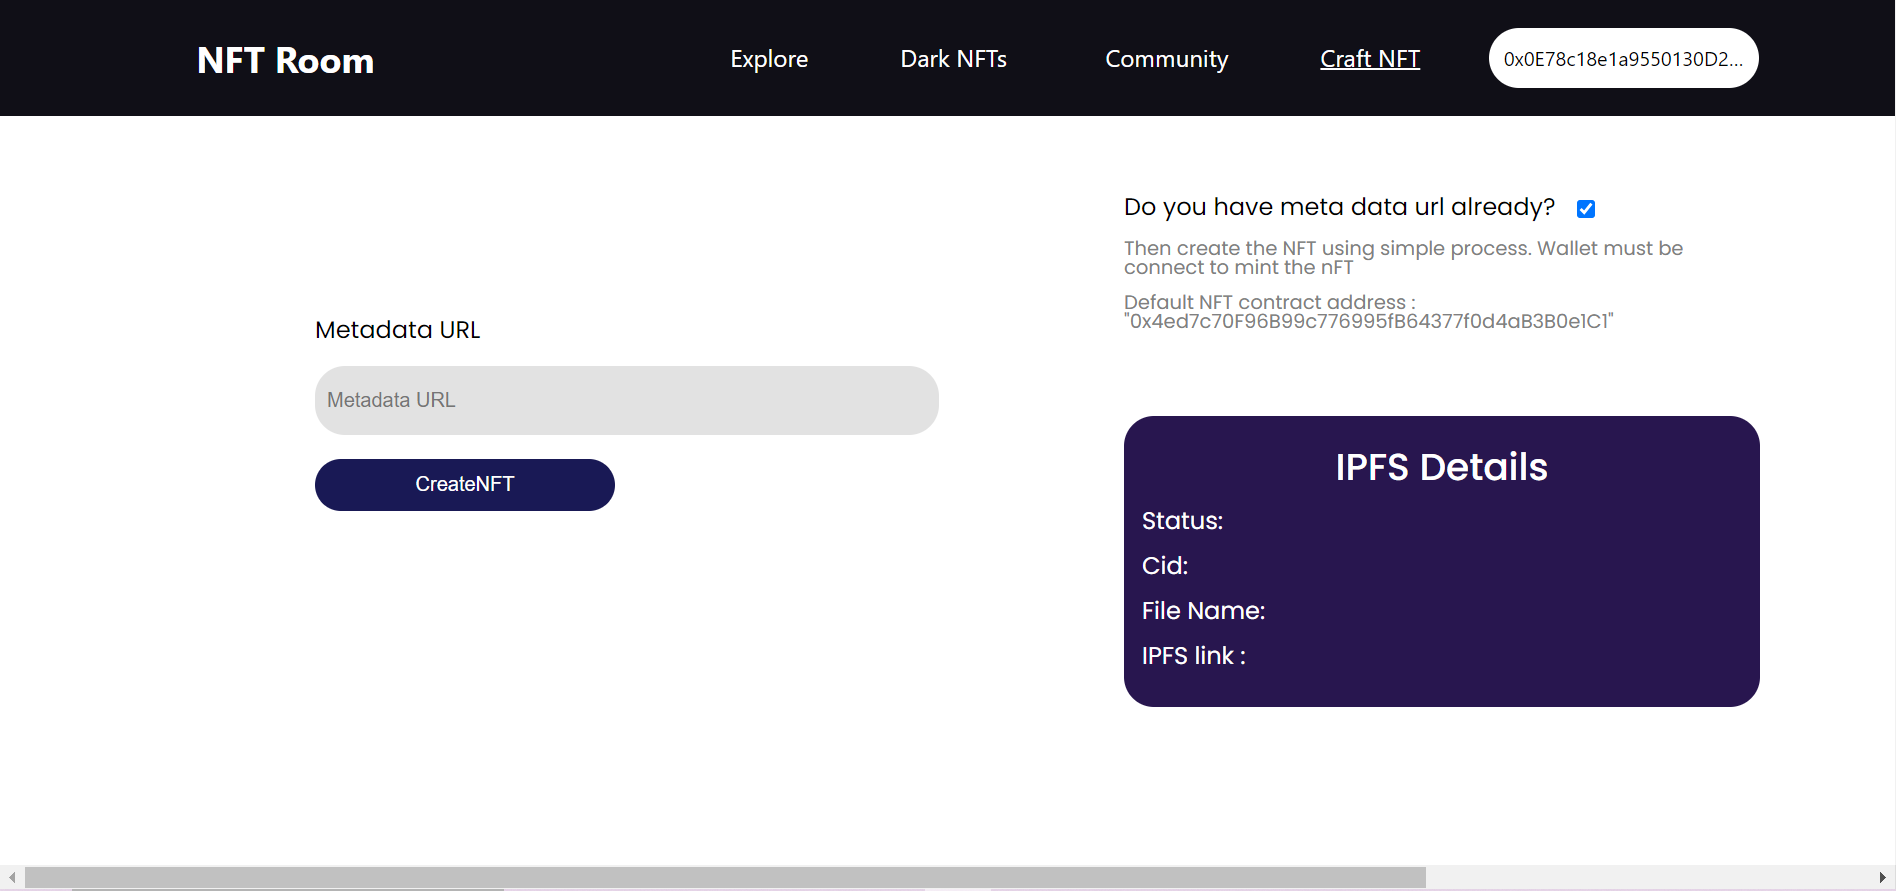 NFT Room
Explore
Dark NFTs
Community
Craft NFT
0x0E78c18e1a9550130D2...
Do you have meta data url already?
Then create the NFT using simple process. Wallet must be
connect to mint the nFT
Default NFT contract address :
"0x4ed7c70F96B99c776995fB64377f0d4aB3B0e1C1"
Metadata URL
Metadata URL
CreateNFT
IPFS Details
Status:
Cid:
File Name:
IPFS link :